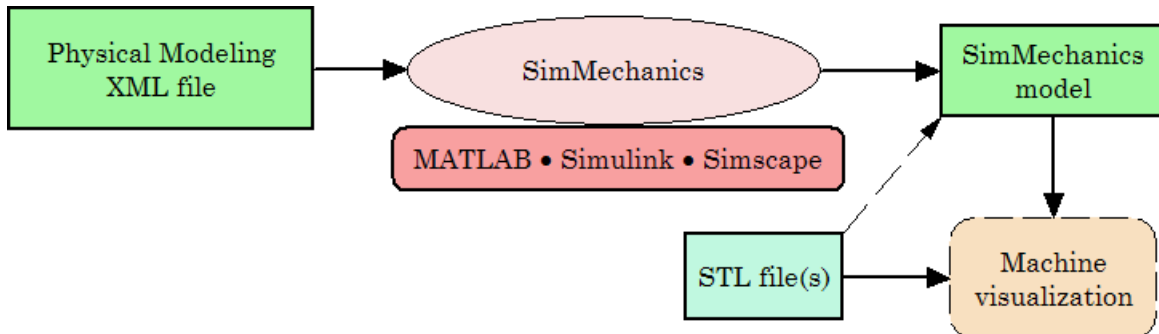 Physical Modeling
XML file
SimMechanics
SimMechanics
model
MATLAB • Simulink • Simscape
STL file(s)
Machine
visualization